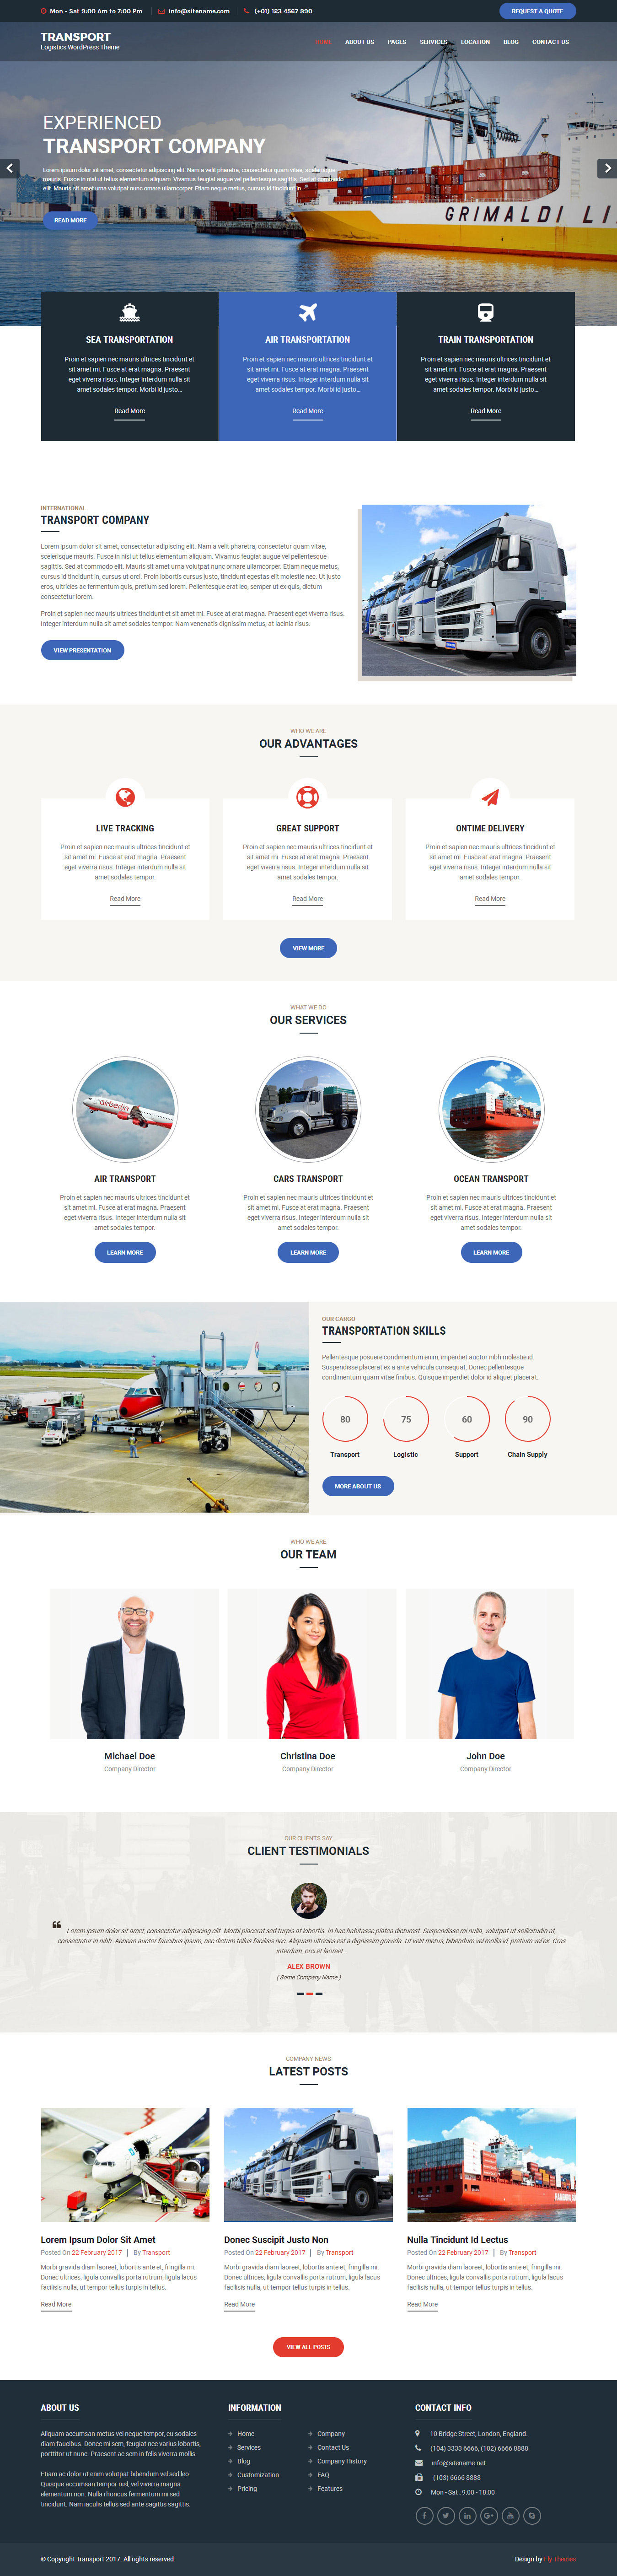 Mon - Sat 9:00 Am to 7:00 Pm
info@sitename.com
(+01) 123 4567 890
REQUEST A QUOTE
TRANSPORT
Logistics WordPress Theme
HOME
ABOUT US
PAGES
SERVICES
LOCATION
BLOG
CONTACT US
EXPERIENCED
TRANSPORT COMPANY
Lorem ipsum dolor sit amet, consectetur adipiscing elit. Nam a velit pharetra, consectetur quam vitae, scelerisque
mauris. Fusce in nisl ut tellus elementum aliquam. Vivamus feugiat augue vel pellentesque sagittis. Sed at commodo
elit. Mauris sit amet urna volutpat nunc ornare ullamcorper. Etiam neque metus, cursus id tincidunt in.
READ MORE
GRIMALDI LI
SEA TRANSPORTATION
Proin et sapien nec mauris ultrices tincidunt et
sit amet mi. Fusce at erat magna. Praesent
eget viverra risus. Integer interdum nulla sit
amet sodales tempor. Morbi id justo...
Read More
AIR TRANSPORTATION
Proin et sapien nec mauris ultrices tincidunt et
sit amet mi. Fusce at erat magna. Praesent
eget viverra risus. Integer interdum nulla sit
amet sodales tempor. Morbi id justo...
Read More
TRAIN TRANSPORTATION
Proin et sapien nec mauris ultrices tincidunt et
sit amet mi. Fusce at erat magna. Praesent
eget viverra risus. Integer interdum nulla sit
amet sodales tempor. Morbi id justo...
Read More
INTERNATIONAL
TRANSPORT COMPANY
Lorem ipsum dolor sit amet, consectetur adipiscing elit. Nam a velit pharetra, consectetur quam vitae,
scelerisque mauris. Fusce in nisl ut tellus elementum aliquam. Vivamus feugiat augue vel pellentesque
sagittis. Sed at commodo elit. Mauris sit amet urna volutpat nunc ornare ullamcorper. Etiam neque metus,
cursus id tincidunt in, cursus ut orci. Proin lobortis cursus justo, tincidunt egestas elit molestie nec. Ut justo
eros, ultricies ac fermentum quis, pretium sed lorem. Pellentesque erat leo, semper ut ex quis, dictum
consectetur lorem.
Proin et sapien nec mauris ultrices tincidunt et sit amet mi. Fusce at erat magna. Praesent eget viverra risus.
Integer interdum nulla sit amet sodales tempor. Nam venenatis dignissim metus, at lacinia risus.
VIEW PRESENTATION
WHO WE ARE
OUR ADVANTAGES
LIVE TRACKING
Proin et sapien nec mauris ultrices tincidunt et
sit amet mi. Fusce at erat magna. Praesent
eget viverra risus. Integer interdum nulla sit
amet sodales tempor.
Read More
GREAT SUPPORT
Proin et sapien nec mauris ultrices tincidunt et
sit amet mi. Fusce at erat magna. Praesent
eget viverra risus. Integer interdum nulla sit
amet sodales tempor.
Read More
ONTIME DELIVERY
Proin et sapien nec mauris ultrices tincidunt et
sit amet mi. Fusce at erat magna. Praesent
eget viverra risus. Integer interdum nulla sit
amet sodales tempor.
Read More
VIEW MORE
WHAT WE DO
OUR SERVICES
airberlin
AIR TRANSPORT
Proin et sapien nec mauris ultrices tincidunt et
sit amet mi. Fusce at erat magna. Praesent
eget viverra risus. Integer interdum nulla sit
amet sodales tempor.
LEARN MORE
CARS TRANSPORT
Proin et sapien nec mauris ultrices tincidunt et
sit amet mi. Fusce at erat magna. Praesent
eget viverra risus. Integer interdum nulla sit
amet sodales tempor.
LEARN MORE
OCEAN TRANSPORT
Proin et sapien nec mauris ultrices tincidunt et
sit amet mi. Fusce at erat magna. Praesent
eget viverra risus. Integer interdum nulla sit
amet sodales tempor.
LEARN MORE
OUR CARGO
TRANSPORTATION SKILLS
Pellentesque posuere condimentum enim, imperdiet auctor nibh molestie id.
Suspendisse placerat ex a ante vehicula consequat. Donec pellentesque
condimentum quam vitae finibus. Quisque imperdiet dolor id aliquet placerat.
80
75
60
90
Transport
Logistic
Support
Chain Supply
MORE ABOUT US
WHO WE ARE
OUR TEAM
Michael Doe
Company Director
Christina Doe
Company Director
John Doe
Company Director
OUR CLIENTS SAY
CLIENT TESTIMONIALS
Lorem ipsum dolor sit amet, consectetur adipiscing elit. Morbi placerat sed turpis at lobortis. In hac habitasse platea dictumst. Suspendisse mi nulla, volutpat ut sollicitudin at,
consectetur in nibh. Aenean auctor faucibus ipsum, nec dictum tellus facilisis nec. Aliquam ultricies est a dignissim gravida. Ut velit metus, bibendum vel mollis id, pretium vel ex. Cras
interdum, orci et laoreet...
ALEX BROWN
( Some Company Name )
COMPANY NEWS
LATEST POSTS
Lorem Ipsum Dolor Sit Amet
Posted On 22 February 2017 | By Transport
Morbi gravida diam laoreet, lobortis ante et, fringilla mi.
Donec ultrices, ligula convallis porta rutrum, ligula lacus
facilisis nulla, ut tempor tellus turpis in tellus.
Read More
Donec Suscipit Justo Non
Posted On 22 February 2017 | By Transport
Morbi gravida diam laoreet, lobortis ante et, fringilla mi.
Donec ultrices, ligula convallis porta rutrum, ligula lacus
facilisis nulla, ut tempor tellus turpis in tellus.
Read More
Nulla Tincidunt Id Lectus
Posted On 22 February 2017 | By Transport
Morbi gravida diam laoreet, lobortis ante et, fringilla mi.
Donec ultrices, ligula convallis porta rutrum, ligula lacus
facilisis nulla, ut tempor tellus turpis in tellus.
Read More
VIEW ALL POSTS
ABOUT US
Aliquam accumsan metus vel neque tempor, eu sodales
diam faucibus. Donec mi sem, feugiat nec varius lobortis,
porttitor ut nunc. Praesent ac sem in felis viverra mollis.
Etiam ac dolor ut enim volutpat bibendum vel sed leo.
Quisque accumsan tempor nisl, vel viverra magna
elementum non. Nulla rhoncus fermentum mi sed
tincidunt. Nam iaculis tellus sed ante sagittis sagittis.
INFORMATION
Home
Services
Blog
Customization
Pricing
Company
Contact Us
Company History
FAQ
Features
CONTACT INFO
10 Bridge Street, London, England.
(104) 3333 6666, (102) 6666 8888
info@sitename.net
(103) 6666 8888
Mon - Sat : 9:00 - 18:00
© Copyright Transport 2017. All rights reserved.
Design by Fly Themes